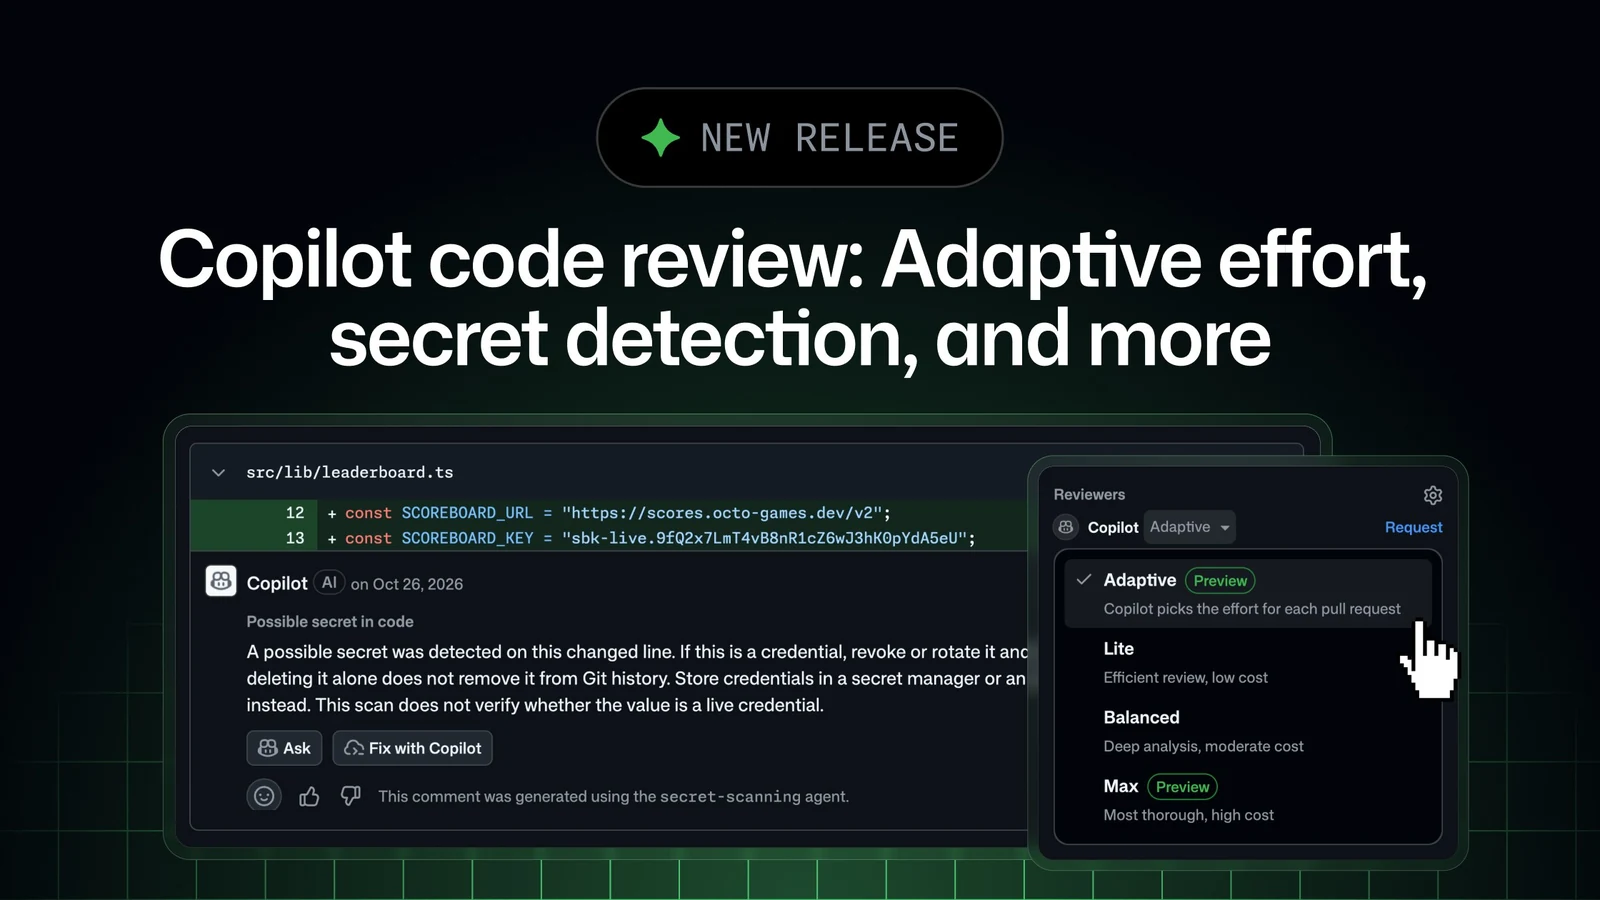 NEW RELEASE
Copilot code review: Adaptive effort,
secret detection, and more
src/lib/leaderboard.ts
12 + const SCOREBOARD_URL = "https://scores.octo-games.dev/v2";
13 + const SCOREBOARD_KEY = "sbk-live.9fQ2x7LmT4vB8nR1cZ6wJ3hK0pYdA5eU";
Copilot AI on Oct 26, 2026
Possible secret in code
A possible secret was detected on this changed line. If this is a credential, revoke or rotate it and
deleting it alone does not remove it from Git history. Store credentials in a secret manager or an
instead. This scan does not verify whether the value is a live credential.
Ask
Fix with Copilot
This comment was generated using the secret-scanning agent.
Reviewers
Copilot Adaptive Request
Adaptive Preview
Copilot picks the effort for each pull request
Lite
Efficient review, low cost
Balanced
Deep analysis, moderate cost
Max Preview
Most thorough, high cost